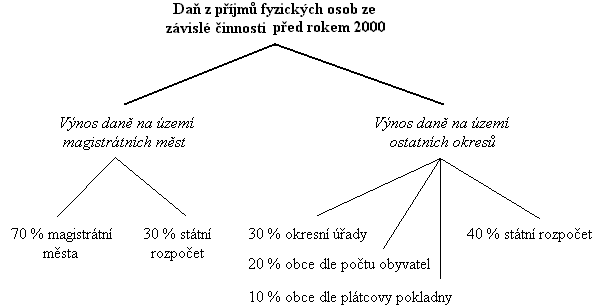 Daň z příjmů fyzických osob ze
závislé činnosti před rokem 2000
Výnos daně na území
magistrátních měst
Výnos daně na území
ostatních okresů
70 % magistrátní
města
30 % státní
rozpočet
30 % okresní úřady
20 % obce dle počtu obyvatel
10 % obce dle plátcovy pokladny
40 % státní rozpočet